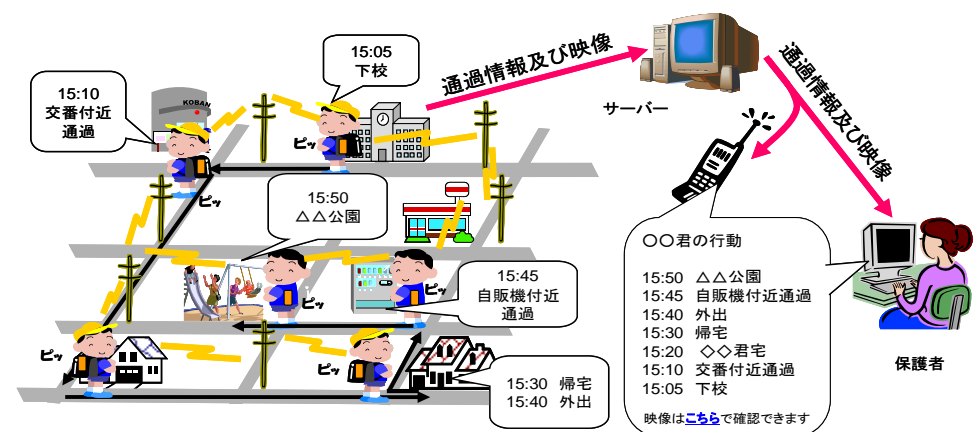 15:05
下校
15:10
交番付近
通過
KOBAN
ピッ
ピッ
通過情報及び映像
サーバー
通過情報及び映像
15:50
△△公園
ピッ
ピッ
15:45
自販機付近
通過
ピッ
ピッ
15:30 帰宅
15:40 外出
〇〇君の行動
15:50 △△公園
15:45 自販機付近通過
15:40 外出
15:30 帰宅
15:20 ◇◇君宅
15:10 交番付近通過
15:05 下校
映像はこちらで確認できます
保護者